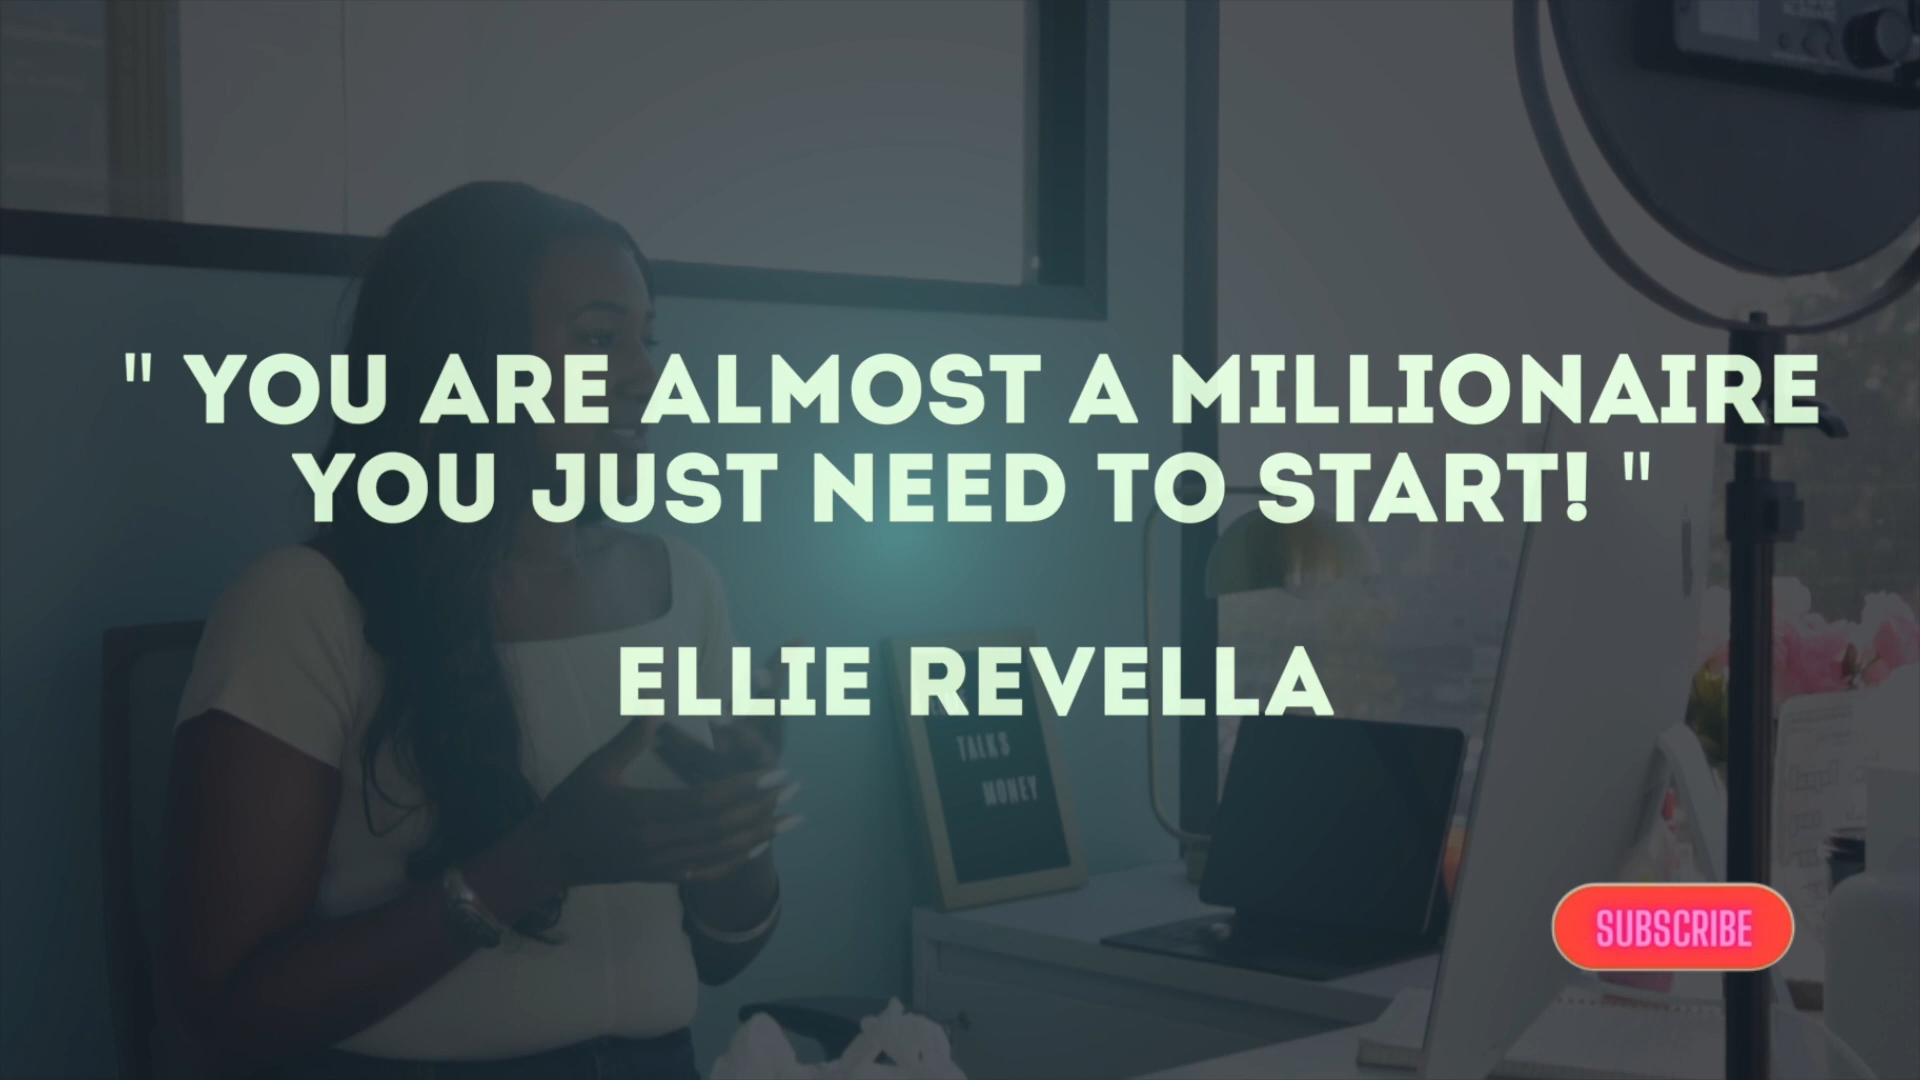 " YOU ARE ALMOST A MILLIONAIRE
YOU JUST NEED TO START! "
ELLIE REVELLA
TALKS
MONEY
SUBSCRIBE